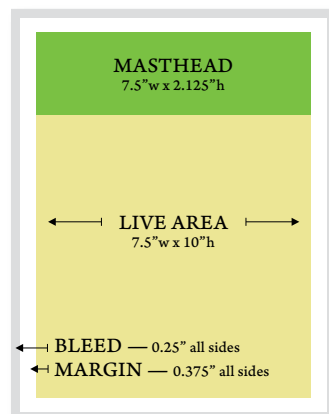 MASTHEAD
7.5”w x 2.125”h
LIVE AREA
7.5”w x 10”h
BLEED — 0.25” all sides
MARGIN — 0.375” all sides